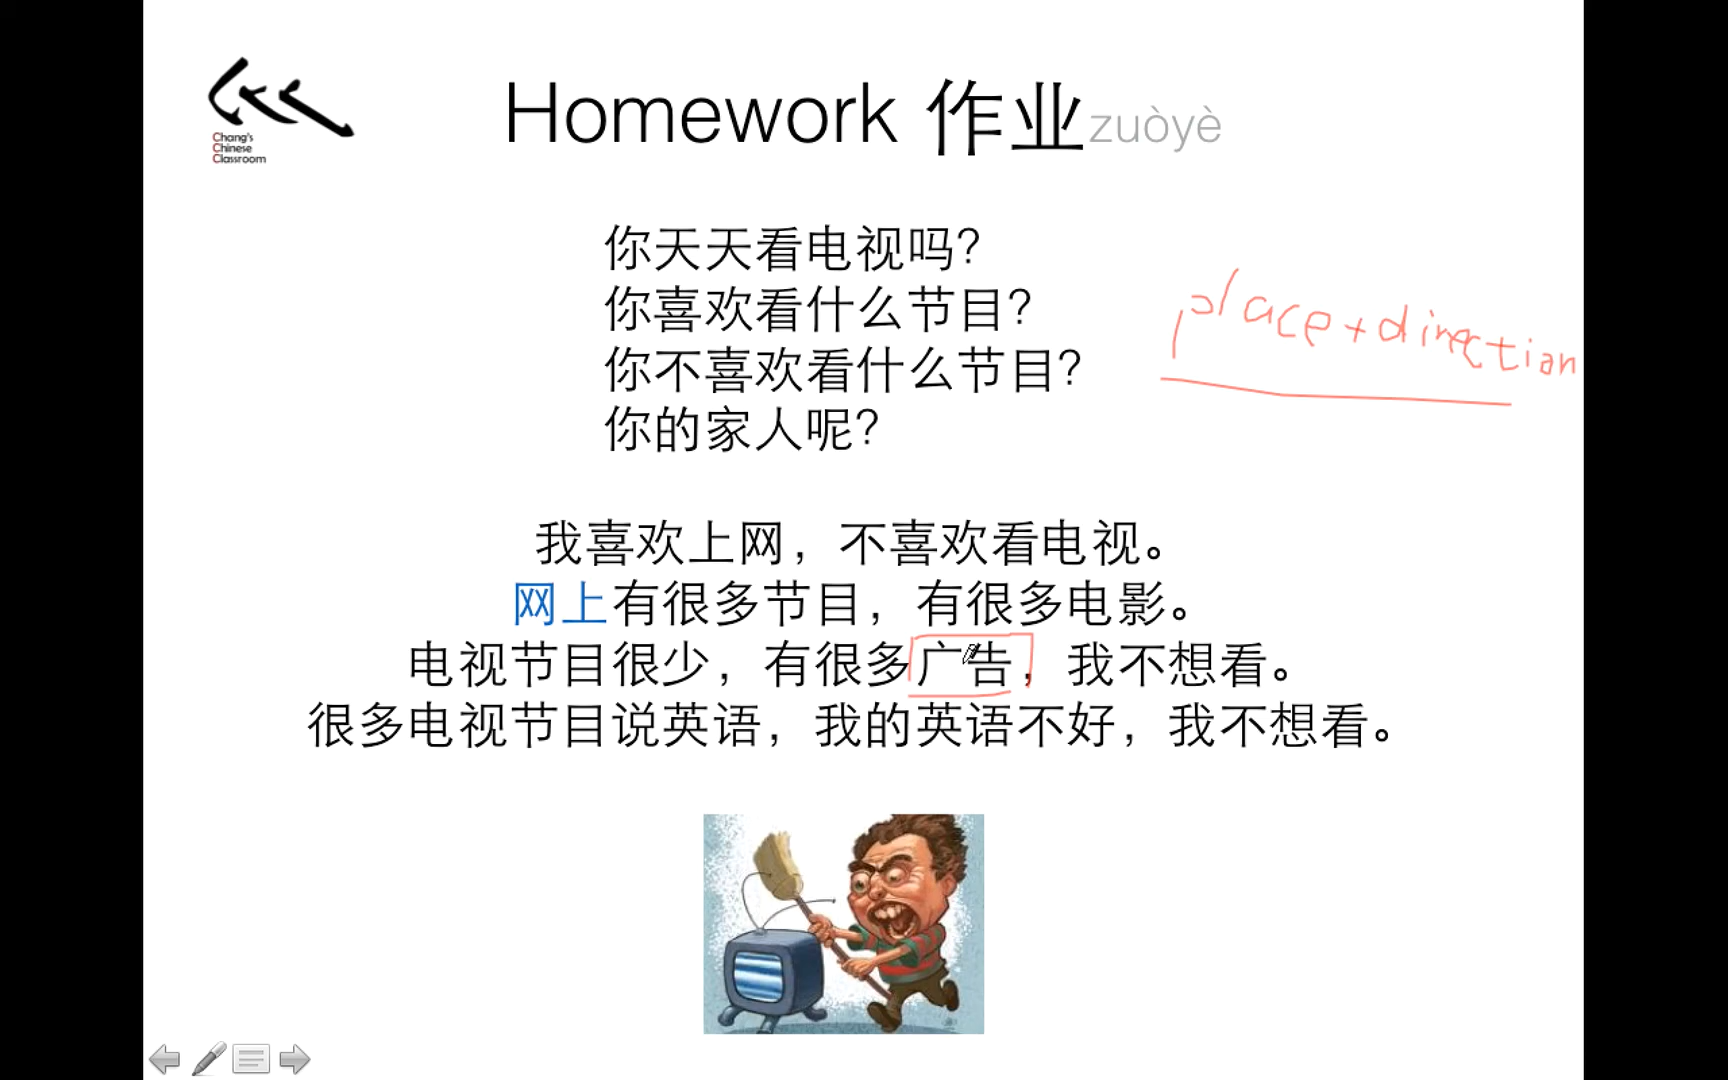 Chang's
Chinese
Classroom
Homework 作业zuòyè
你天天看电视吗?
你喜欢看什么节目?
你不喜欢看什么节目?
你的家人呢?
place+direction
我喜欢上网，不喜欢看电视。
网上有很多节目，有很多电影。
电视节目很少，有很多广告，我不想看。
很多电视节目说英语，我的英语不好，我不想看。